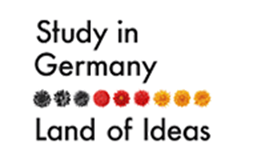 Study in
Germany
Land of Ideas